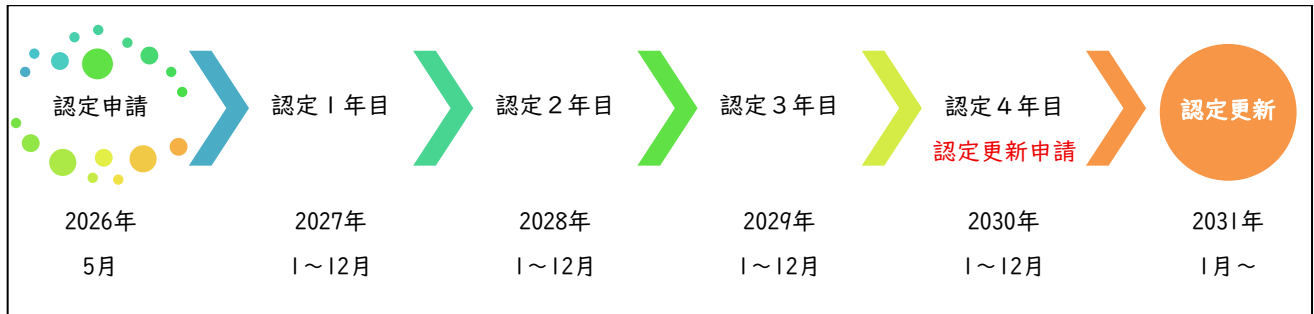 認定申請
認定1年目
認定2年目
認定3年目
認定4年目
認定更新
認定更新申請
2026年
2027年
2028年
2029年
2030年
2031年
5月
1～12月
1～12月
1～12月
1～12月
1月～